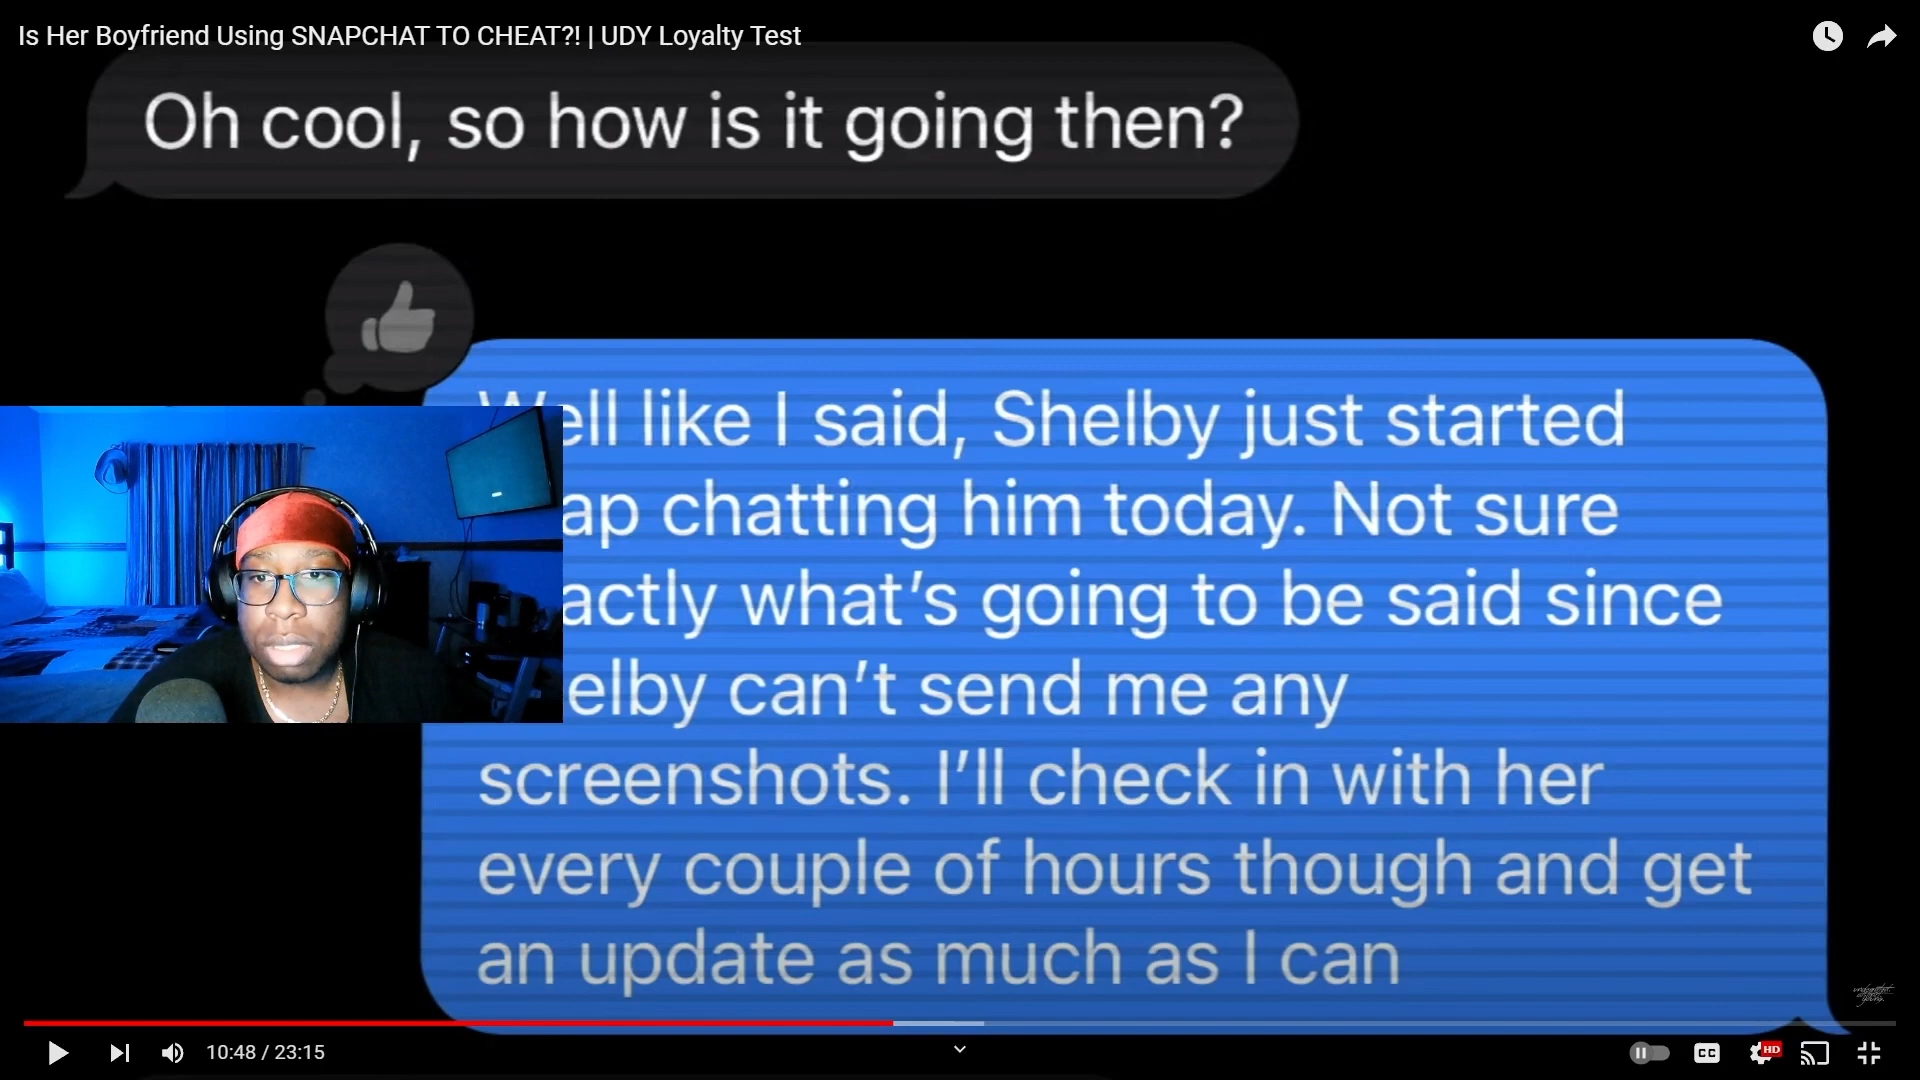 Is Her Boyfriend Using SNAPCHAT TO CHEAT?! | UDY Loyalty Test
Oh cool, so how is it going then?
Well like I said, Shelby just started
ap chatting him today. Not sure
actly what's going to be said since
elby can't send me any
screenshots. I'll check in with her
every couple of hours though and get
an update as much as I can
10:48 / 23:15
CC
HD